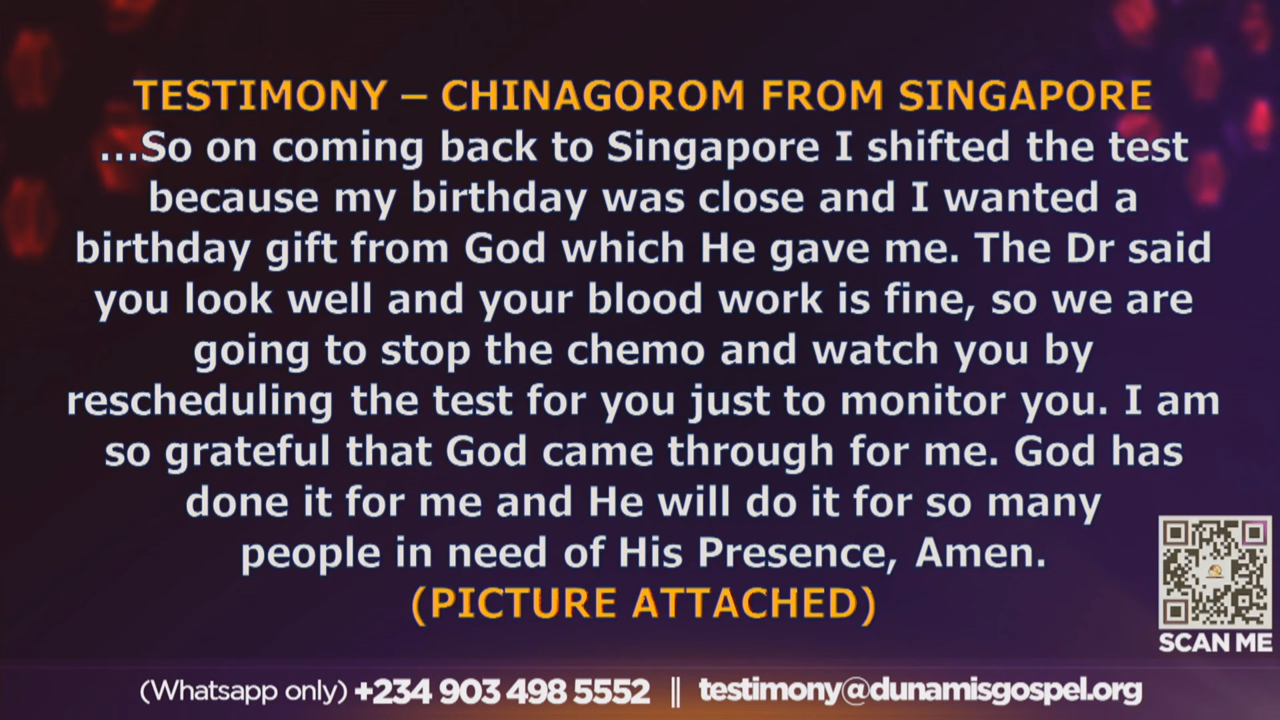 TESTIMONY – CHINAGOROM FROM SINGAPORE
...So on coming back to Singapore I shifted the test
because my birthday was close and I wanted a
birthday gift from God which He gave me. The Dr said
you look well and your blood work is fine, so we are
going to stop the chemo and watch you by
rescheduling the test for you just to monitor you. I am
so grateful that God came through for me. God has
done it for me and He will do it for so many
people in need of His Presence, Amen.
(PICTURE ATTACHED)
SCAN ME
(Whatsapp only) +234 903 498 5552 || testimony@dunamisgospel.org